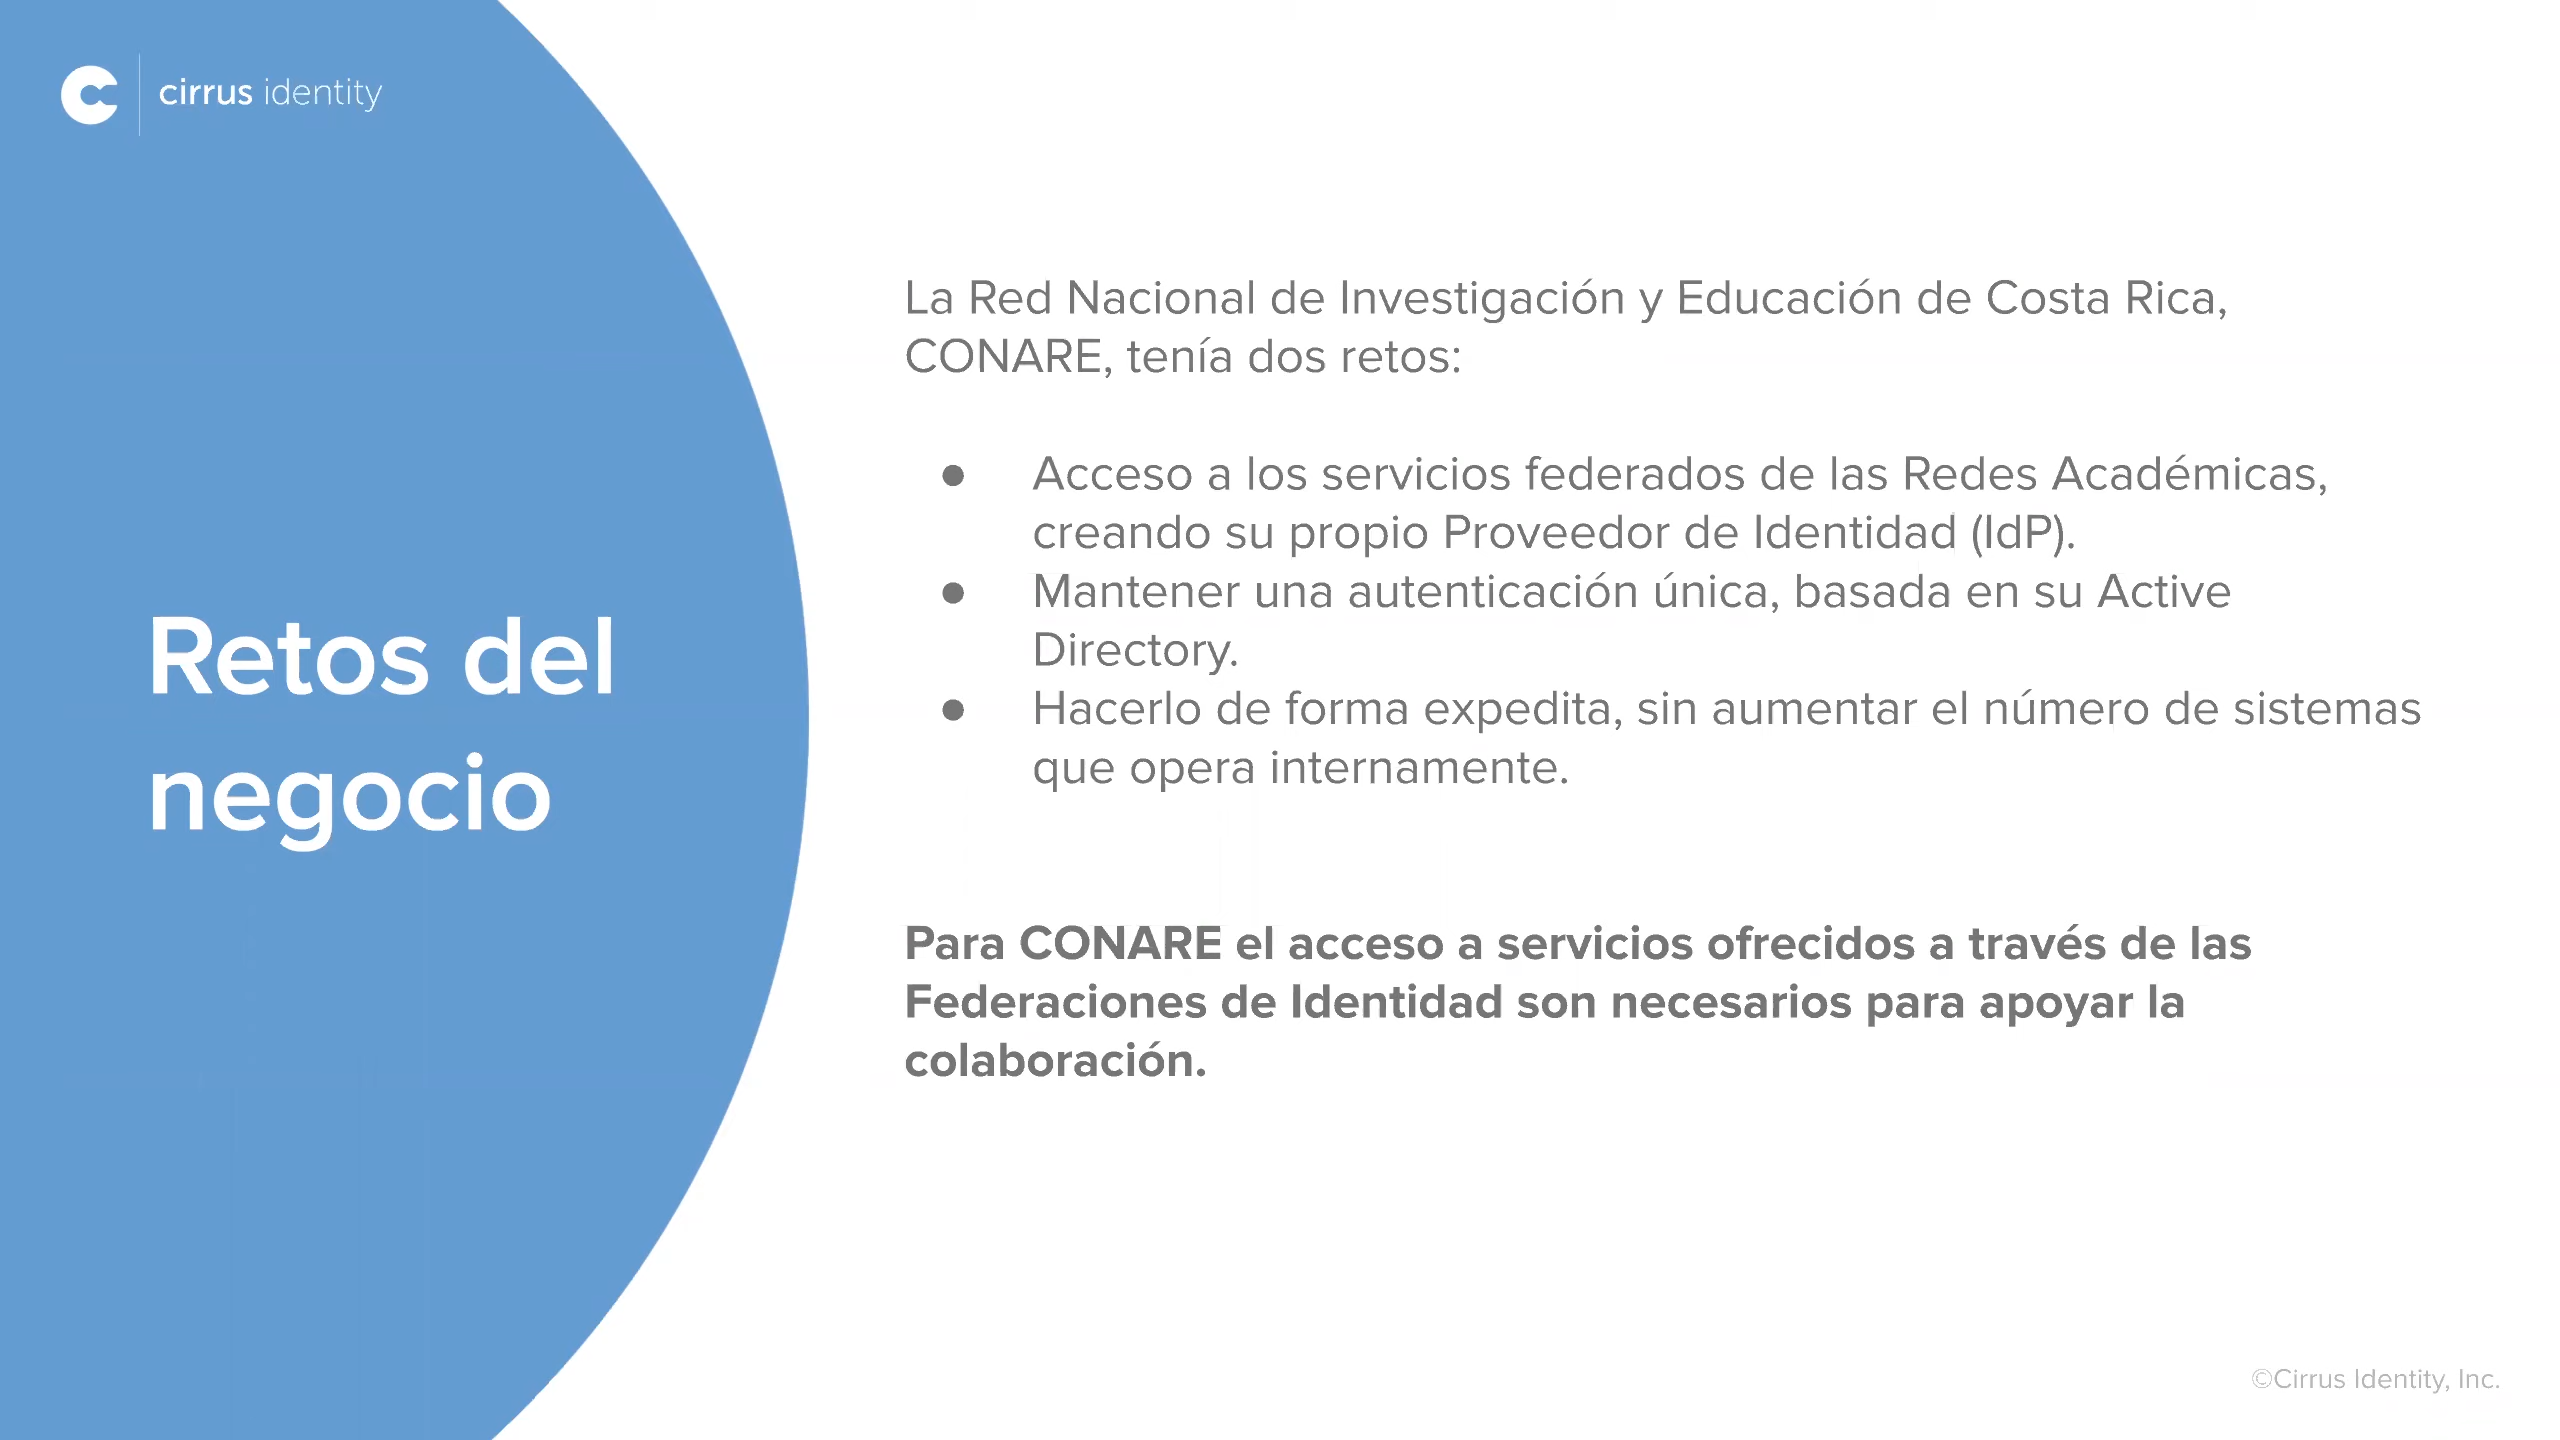 cirrus identity
Retos del
negocio
La Red Nacional de Investigación y Educación de Costa Rica,
CONARE, tenía dos retos:
● Acceso a los servicios federados de las Redes Académicas,
creando su propio Proveedor de Identidad (IdP).
● Mantener una autenticación única, basada en su Active
Directory.
● Hacerlo de forma expedita, sin aumentar el número de sistemas
que opera internamente.
Para CONARE el acceso a servicios ofrecidos a través de las
Federaciones de Identidad son necesarios para apoyar la
colaboración.
©Cirrus Identity, Inc.